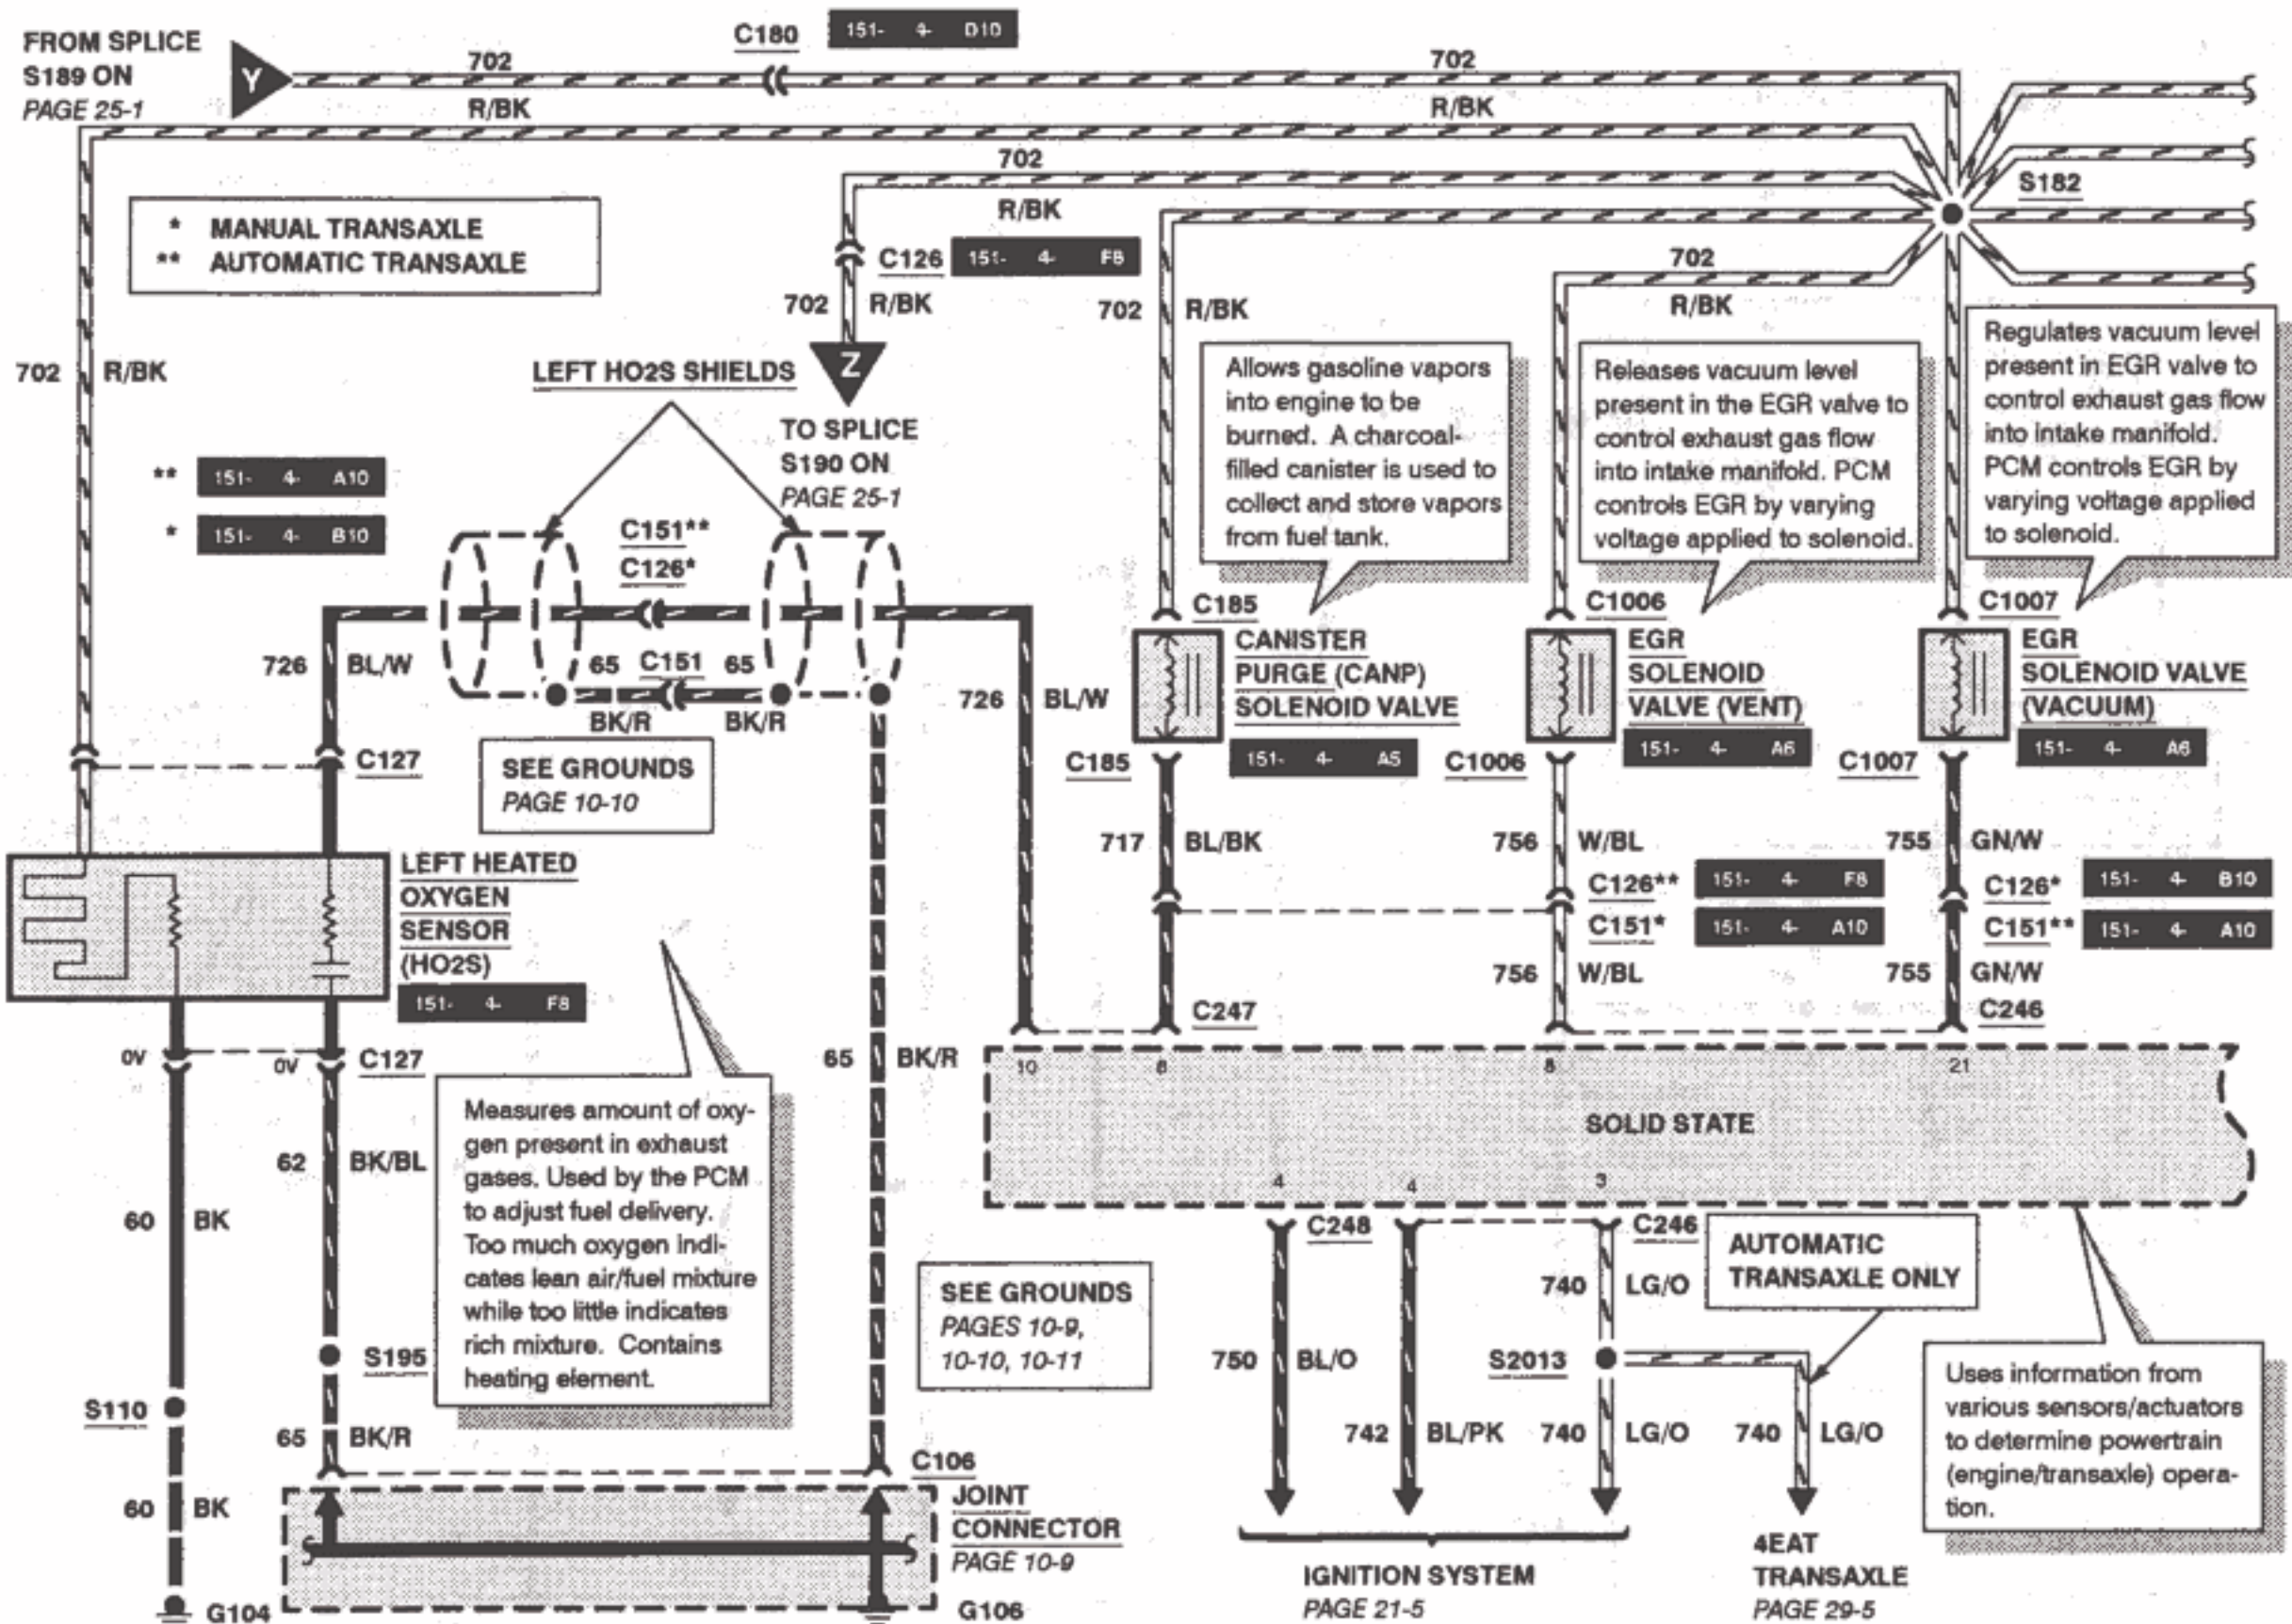 FROM SPLICE
S189 ON
PAGE 25-1
Y
702
R/BK
C180
151- 4- D10
702
R/BK
702
R/BK
S182
* MANUAL TRANSAXLE
** AUTOMATIC TRANSAXLE
C126
151- 4- F8
702 R/BK
Z
TO SPLICE
S190 ON
PAGE 25-1
702 R/BK
702
R/BK
702 R/BK
LEFT HO2S SHIELDS
** 151- 4- A10
* 151- 4- B10
C151**
C126*
65 C151 65
BK/R BK/R
726 BL/W
C127
SEE GROUNDS
PAGE 10-10
726 BL/W
Allows gasoline vapors
into engine to be
burned. A charcoal-
filled canister is used to
collect and store vapors
from fuel tank.
Releases vacuum level
present in the EGR valve to
control exhaust gas flow
into intake manifold. PCM
controls EGR by varying
voltage applied to solenoid.
Regulates vacuum level
present in EGR valve to
control exhaust gas flow
into intake manifold.
PCM controls EGR by
varying voltage applied
to solenoid.
C185
CANISTER
PURGE (CANP)
SOLENOID VALVE
151- 4- A5
C185
C1006
EGR
SOLENOID
VALVE (VENT)
151- 4- A6
C1006
C1007
EGR
SOLENOID VALVE
(VACUUM)
151- 4- A6
C1007
717 BL/BK
756 W/BL
755 GN/W
C126** 151- 4- F8
C151* 151- 4- A10
C126* 151- 4- B10
C151** 151- 4- A10
756 W/BL
755 GN/W
C247
C246
LEFT HEATED
OXYGEN
SENSOR
(HO2S)
151- 4- F8
0V 0V C127
62 BK/BL
60 BK
Measures amount of oxy-
gen present in exhaust
gases. Used by the PCM
to adjust fuel delivery.
Too much oxygen indi-
cates lean air/fuel mixture
while too little indicates
rich mixture. Contains
heating element.
65 BK/R
10 8 8 21
SOLID STATE
4 4 3
C248
C246
AUTOMATIC
TRANSAXLE ONLY
740 LG/O
SEE GROUNDS
PAGES 10-9,
10-10, 10-11
750 BL/O
S2013
742 BL/PK
740 LG/O
740 LG/O
Uses information from
various sensors/actuators
to determine powertrain
(engine/transaxle) opera-
tion.
S195
S110
65 BK/R
C106
60 BK
JOINT
CONNECTOR
PAGE 10-9
G104
G106
IGNITION SYSTEM
PAGE 21-5
4EAT
TRANSAXLE
PAGE 29-5